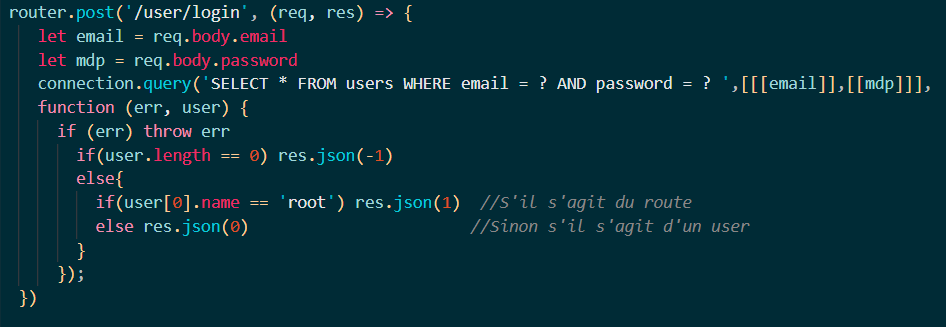 router.post('/user/login', (req, res) => {
let email = req.body.email
let mdp = req.body.password
connection.query('SELECT * FROM users WHERE email = ? AND password = ? ',[[[email]],[[mdp]]],
function (err, user) {
if (err) throw err
if(user.length == 0) res.json(-1)
else{
if(user[0].name == 'root') res.json(1) //S'il s'agit du route
else res.json(0) //Sinon s'il s'agit d'un user
}
});
})